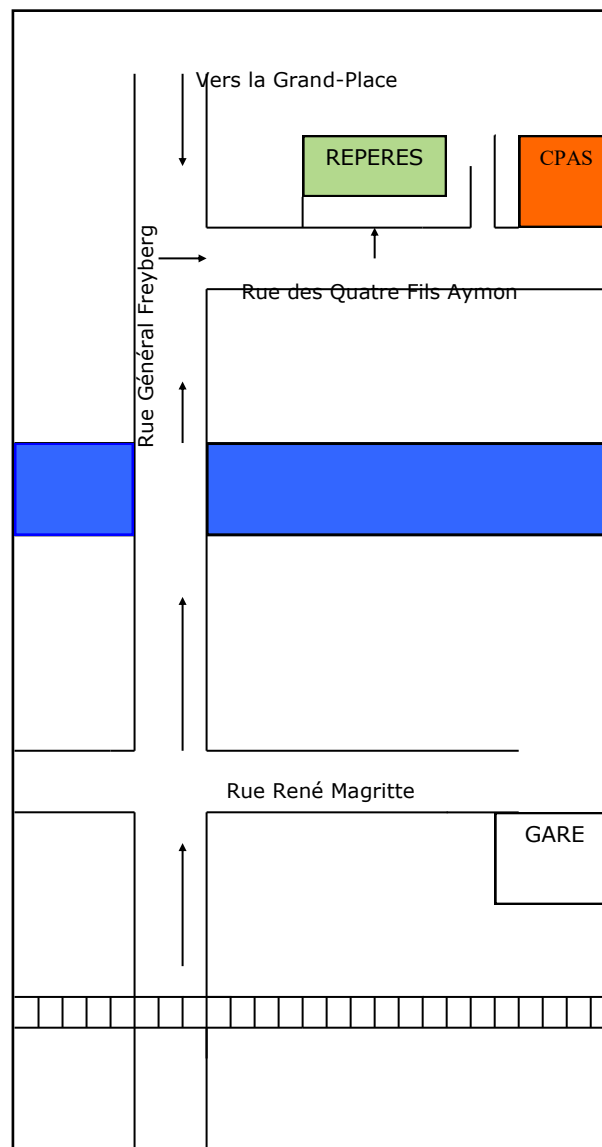 Vers la Grand-Place
REPERES
CPAS
Rue Général Freyberg
Rue des Quatre Fils Aymon
Rue René Magritte
GARE